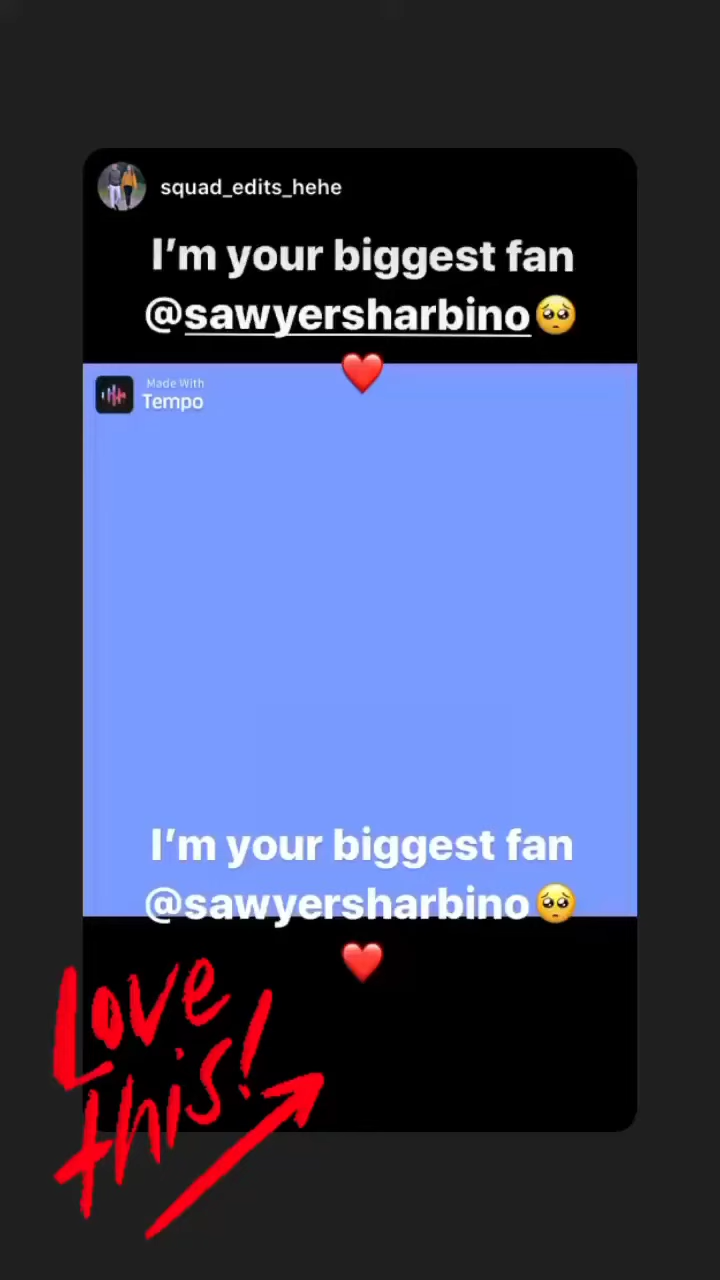 squad_edits_hehe
I'm your biggest fan
@sawyersharbino🥺
❤️
Made With
Tempo
I'm your biggest fan
@sawyersharbino🥺
❤️
Love
this!